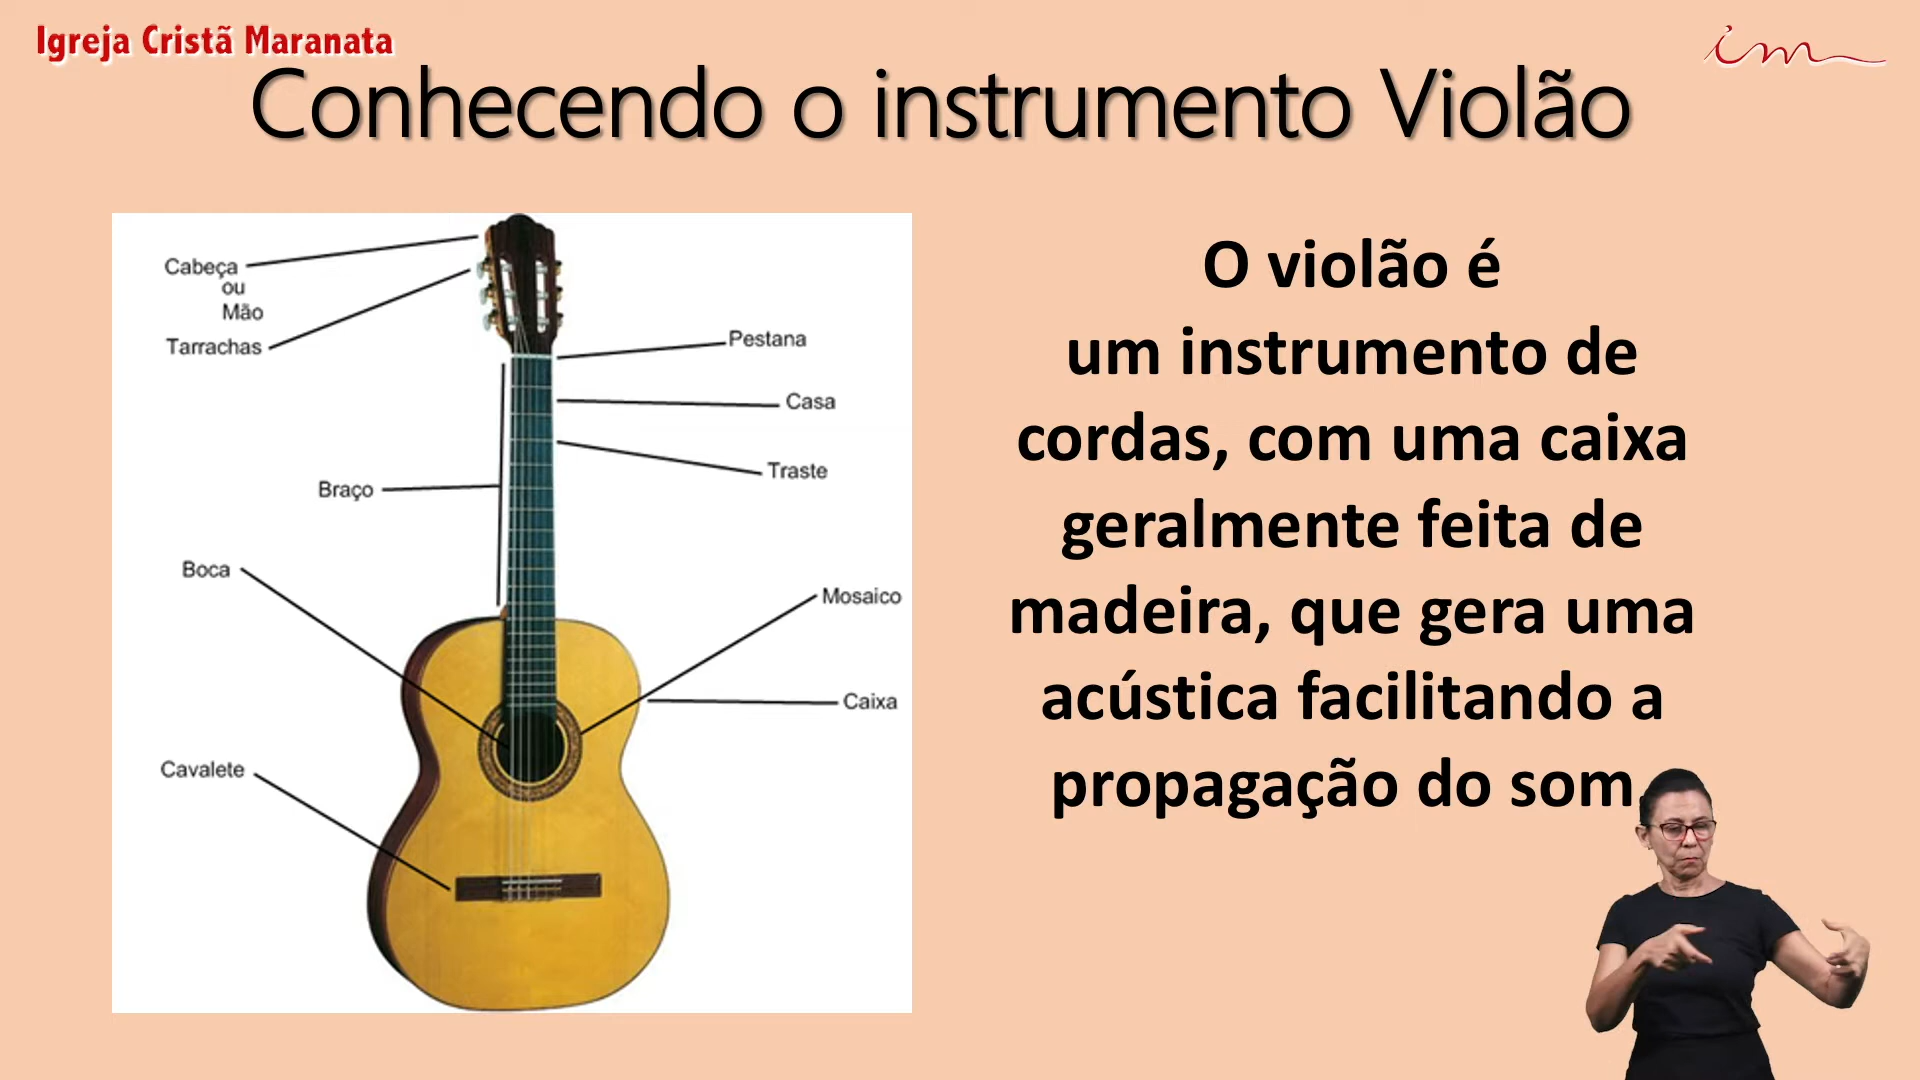 Igreja Cristã Maranata
im
Conhecendo o instrumento Violão
Cabeça
ou
Mão
Tarrachas
Pestana
Casa
Traste
Braço
Boca
Mosaico
Caixa
Cavalete
O violão é
um instrumento de
cordas, com uma caixa
geralmente feita de
madeira, que gera uma
acústica facilitando a
propagação do som.